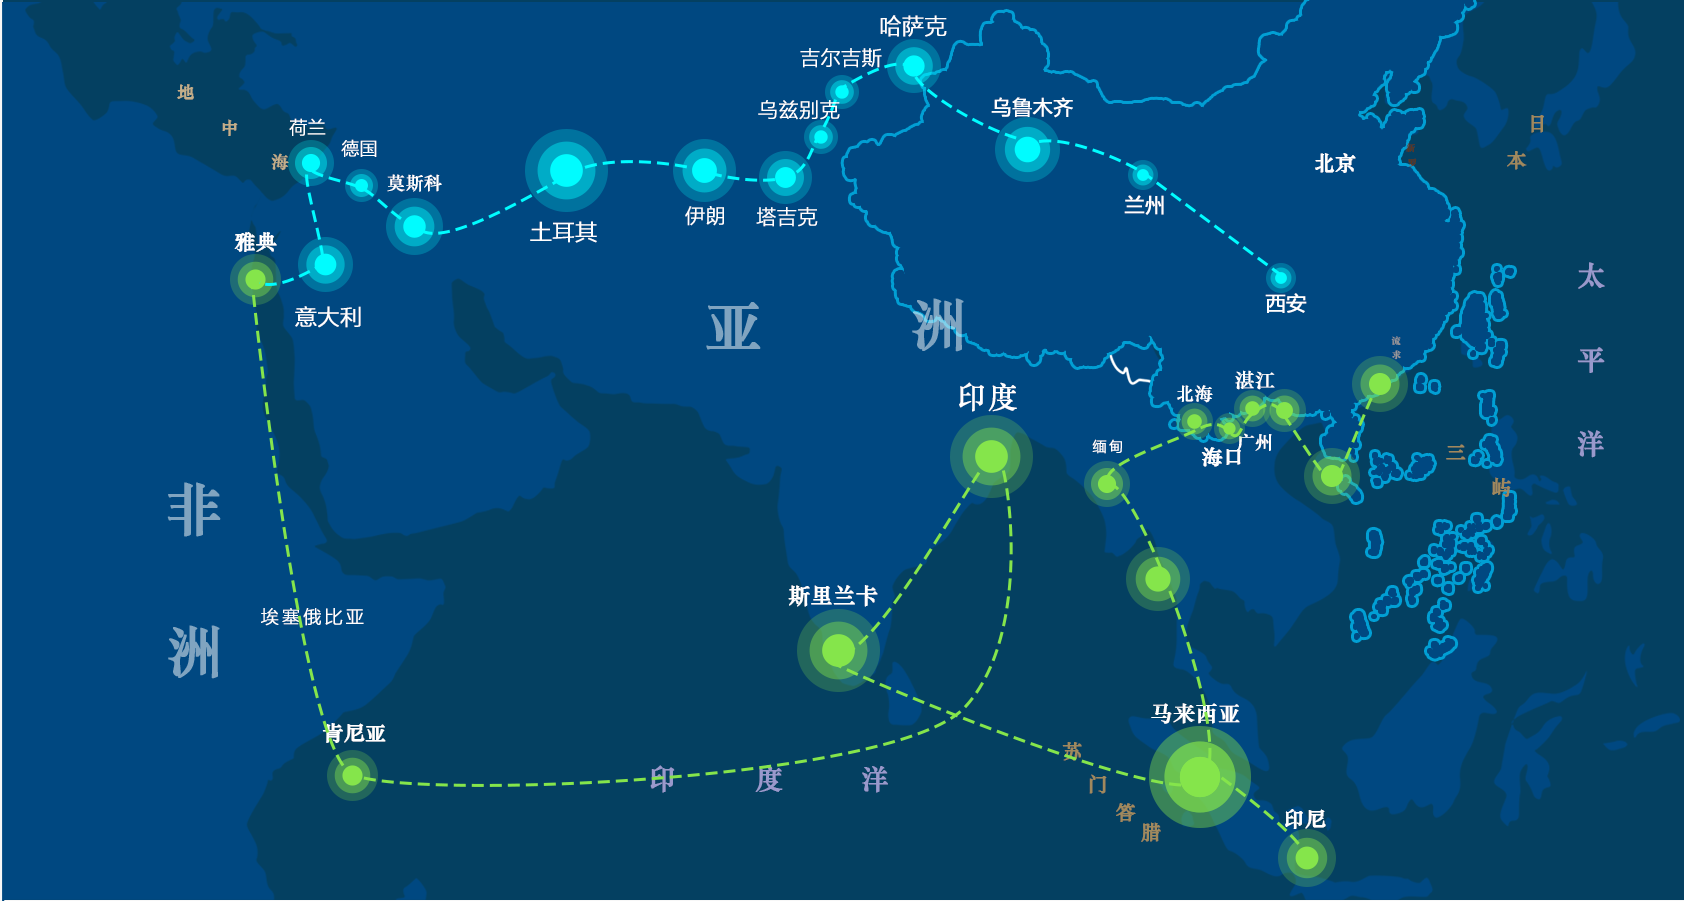 哈萨克
吉尔吉斯
乌兹别克
乌鲁木齐
地
中
海
荷兰
德国
莫斯科
日
本
北京
兰州
土耳其
伊朗
塔吉克
雅典
意大利
西安
亚
洲
太
平
洋
流
求
印度
北海
湛江
广州
海口
缅甸
三
屿
非
洲
埃塞俄比亚
斯里兰卡
肯尼亚
马来西亚
印
度
洋
苏
门
答
腊
印尼